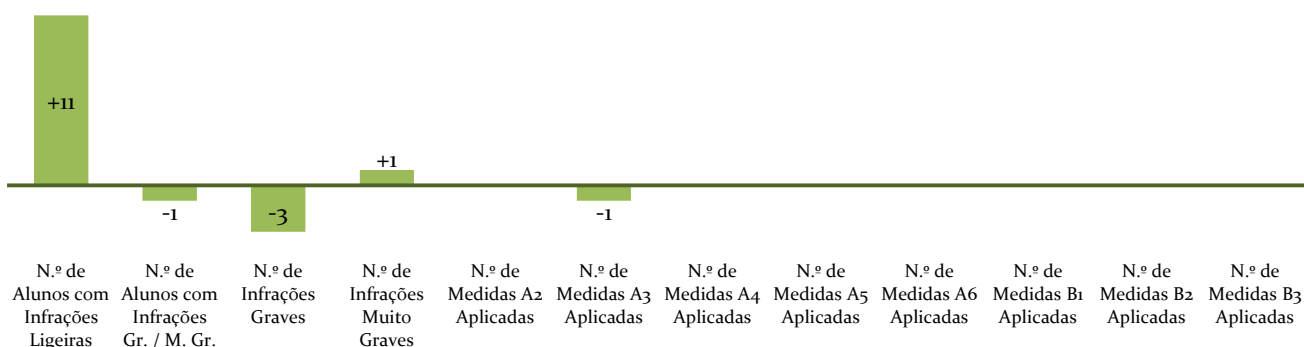 +11
+1
-1
-3
-1
N.º de
Alunos com
Infrações
Ligeiras
N.º de
Alunos com
Infrações
Gr. / M. Gr.
N.º de
Infrações
Graves
N.º de
Infrações
Muito
Graves
N.º de
Medidas A2
Aplicadas
N.º de
Medidas A3
Aplicadas
N.º de
Medidas A4
Aplicadas
N.º de
Medidas A5
Aplicadas
N.º de
Medidas A6
Aplicadas
N.º de
Medidas B1
Aplicadas
N.º de
Medidas B2
Aplicadas
N.º de
Medidas B3
Aplicadas